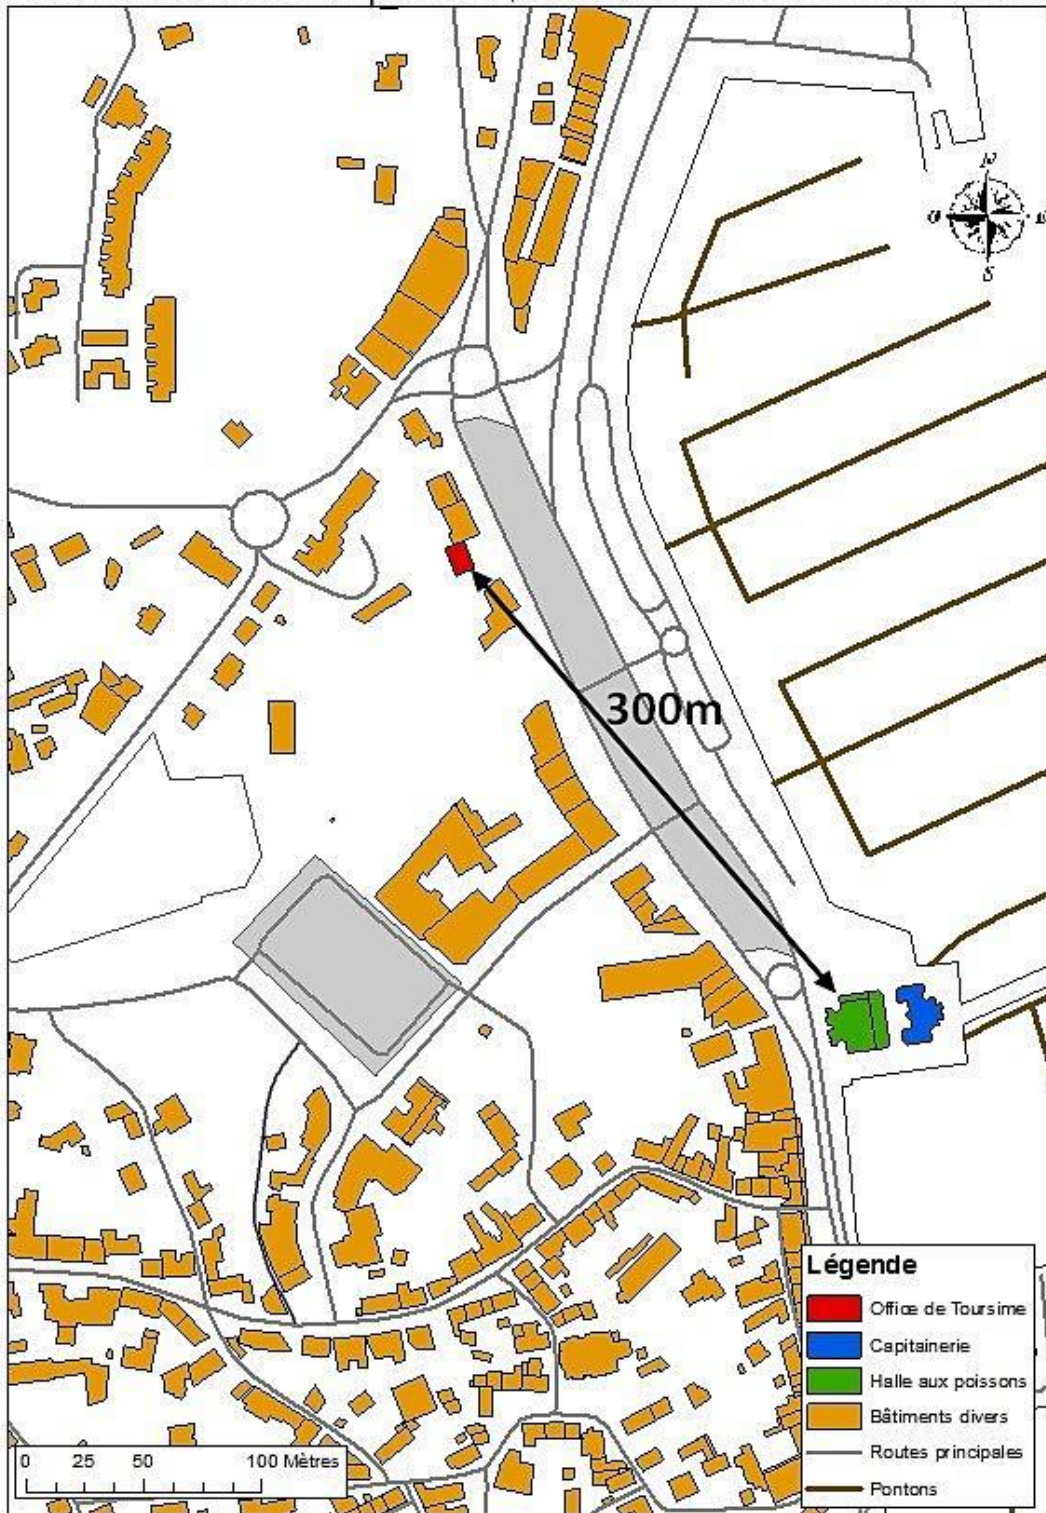 N
O
E
S
300m
Légende
Office de Toursime
Capitainerie
Halle aux poissons
Bâtiments divers
Routes principales
Pontons
0 25 50 100 Mètres